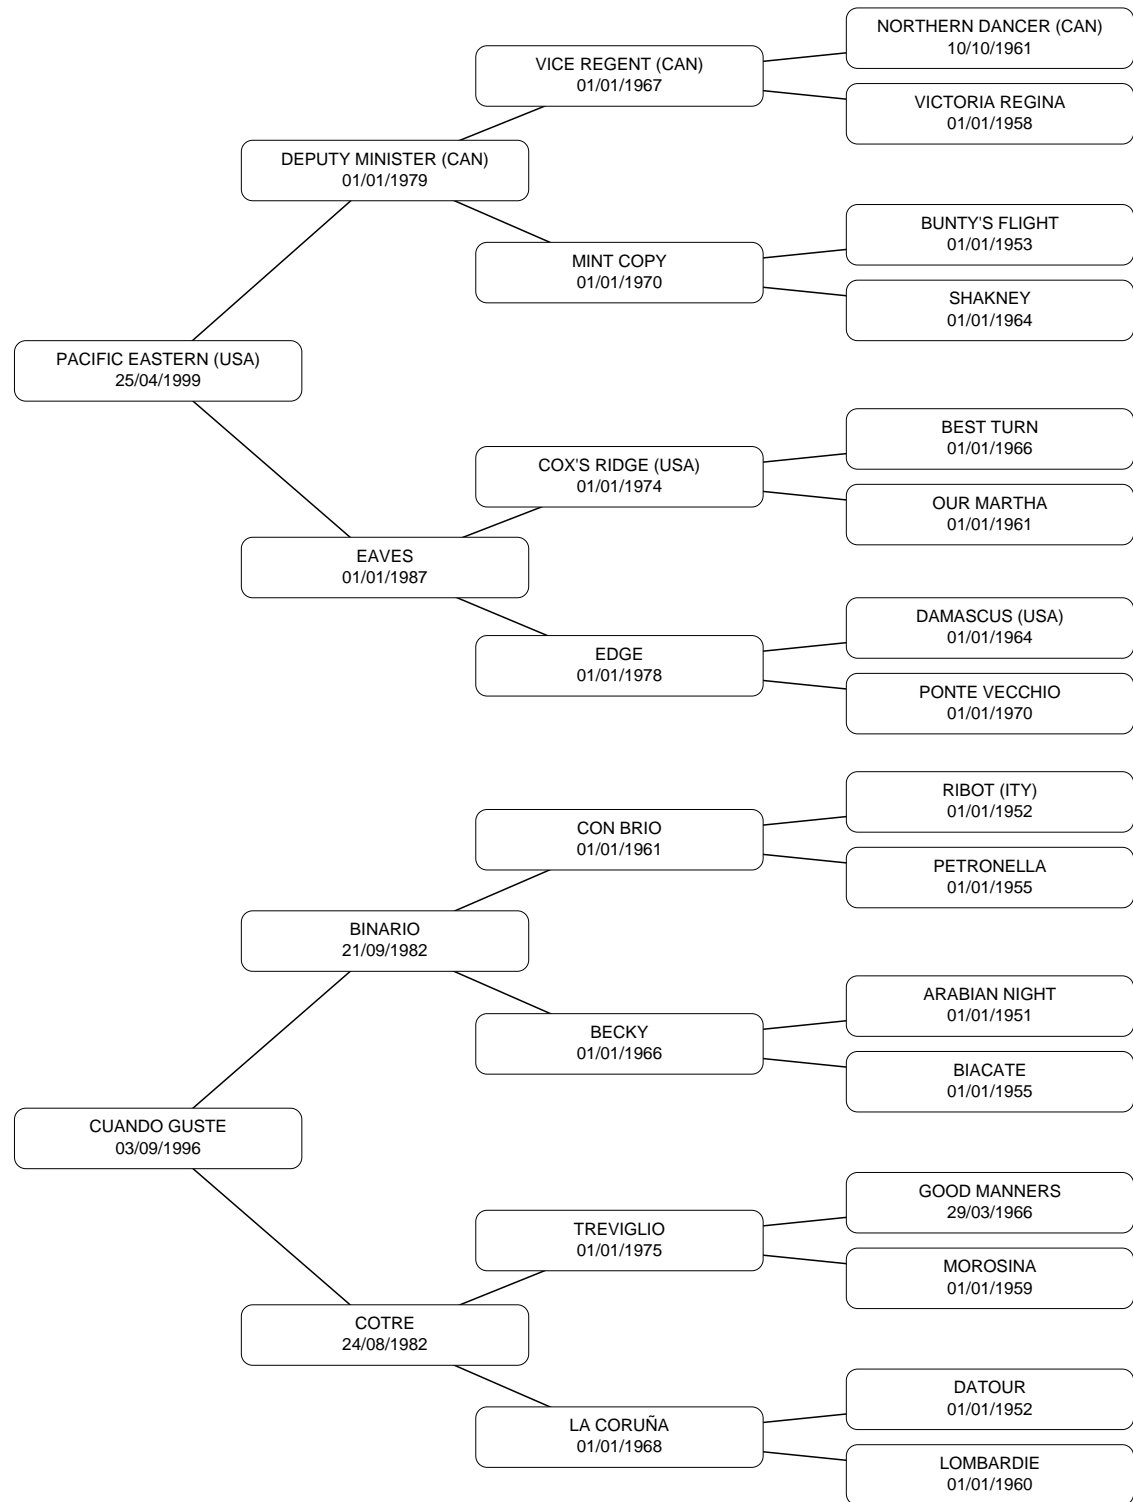 NORTHERN DANCER (CAN)
10/10/1961
VICE REGENT (CAN)
01/01/1967
VICTORIA REGINA
01/01/1958
DEPUTY MINISTER (CAN)
01/01/1979
BUNTY'S FLIGHT
01/01/1953
MINT COPY
01/01/1970
SHAKNEY
01/01/1964
PACIFIC EASTERN (USA)
25/04/1999
BEST TURN
01/01/1966
COX'S RIDGE (USA)
01/01/1974
OUR MARTHA
01/01/1961
EAVES
01/01/1987
DAMASCUS (USA)
01/01/1964
EDGE
01/01/1978
PONTE VECCHIO
01/01/1970
RIBOT (ITY)
01/01/1952
CON BRIO
01/01/1961
PETRONELLA
01/01/1955
BINARIO
21/09/1982
ARABIAN NIGHT
01/01/1951
BECKY
01/01/1966
BIACATE
01/01/1955
CUANDO GUSTE
03/09/1996
GOOD MANNERS
29/03/1966
TREVIGLIO
01/01/1975
MOROSINA
01/01/1959
COTRE
24/08/1982
DATOUR
01/01/1952
LA CORUÑA
01/01/1968
LOMBARDIE
01/01/1960